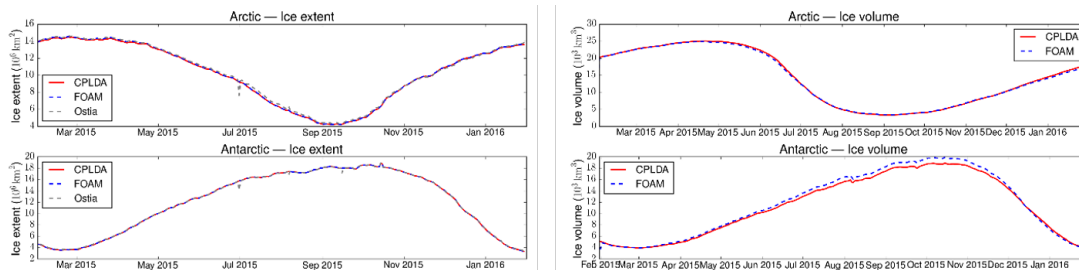 Arctic — Ice extent
Ice extent (10⁶ km²)
16
14
12
10
8
6
4
CPLDA
FOAM
Ostia
Mar 2015 May 2015 Jul 2015 Sep 2015 Nov 2015 Jan 2016
Antarctic — Ice extent
Ice extent (10⁶ km²)
20
18
16
14
12
10
8
6
4
2
CPLDA
FOAM
Ostia
Mar 2015 May 2015 Jul 2015 Sep 2015 Nov 2015 Jan 2016
Arctic — Ice volume
Ice volume (10³ km³)
30
25
20
15
10
5
0
CPLDA
FOAM
Mar 2015 Apr 2015 May 2015 Jun 2015 Jul 2015 Aug 2015 Sep 2015 Oct 2015 Nov 2015 Dec 2015 Jan 2016
Antarctic — Ice volume
Ice volume (10³ km³)
20
18
16
14
12
10
8
6
4
2
CPLDA
FOAM
Feb 2015 Mar 2015 Apr 2015 May 2015 Jun 2015 Jul 2015 Aug 2015 Sep 2015 Oct 2015 Nov 2015 Dec 2015 Jan 2016